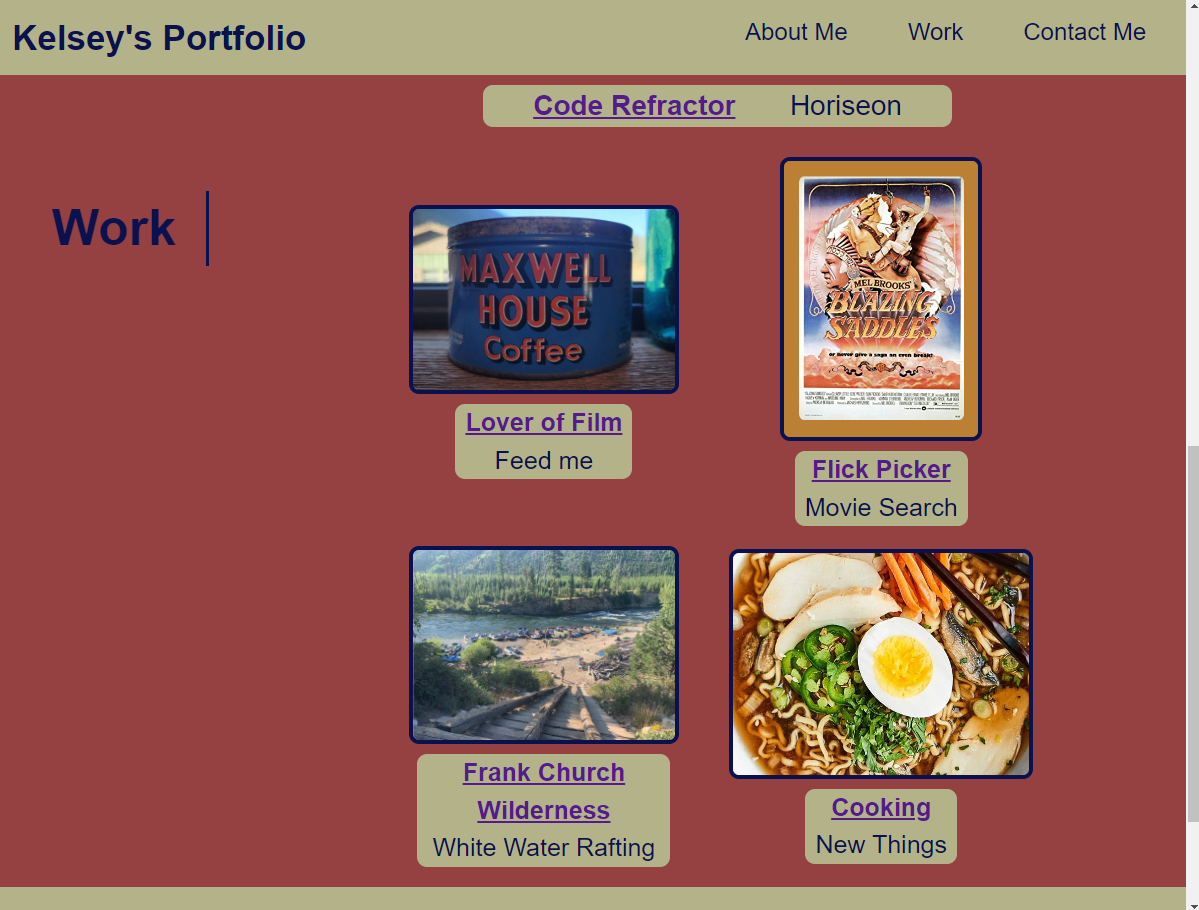 Kelsey's Portfolio
About Me
Work
Contact Me
Code Refractor
Horiseon
Work
MAXWELL
HOUSE
Coffee
Lover of Film
Feed me
MEL BROOKS'
BLAZING
SADDLES
or never give a saga an even break!
Flick Picker
Movie Search
Frank Church
Wilderness
White Water Rafting
Cooking
New Things